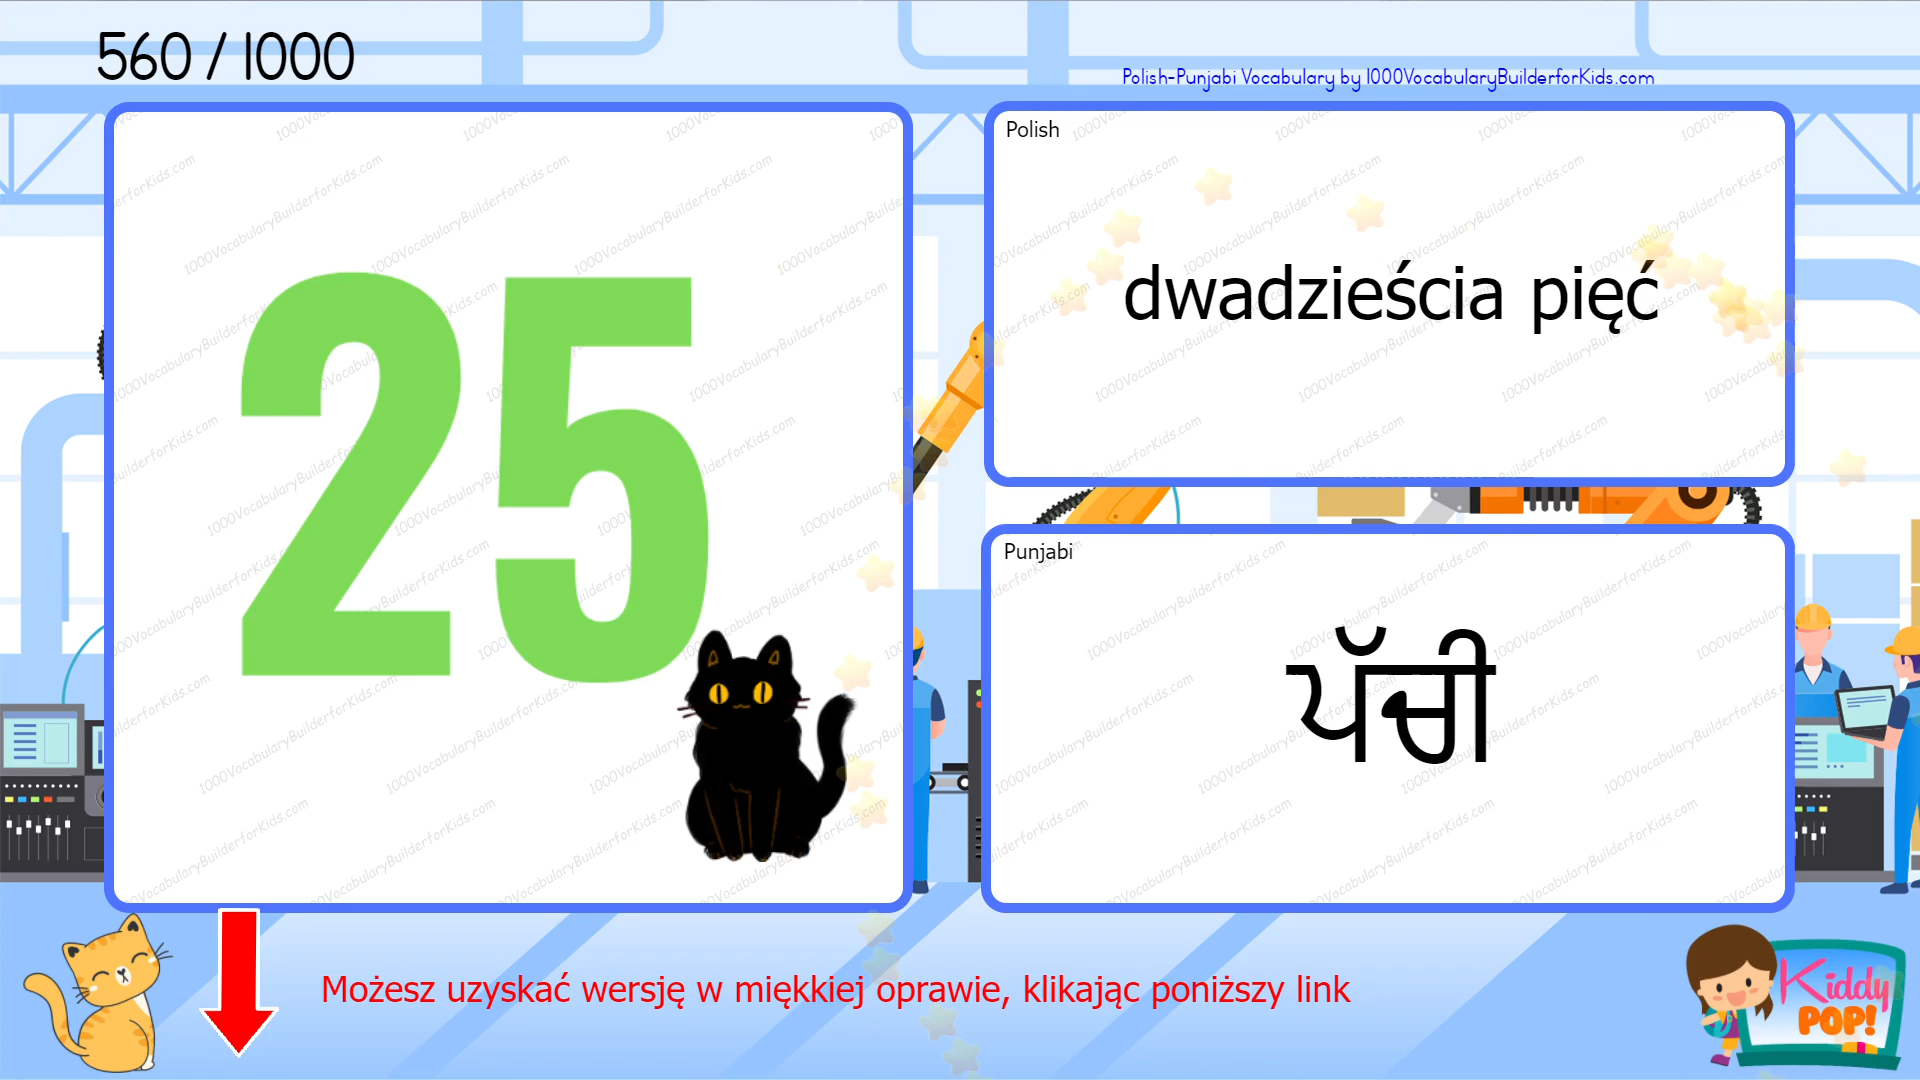 560 / 1000
Polish-Punjabi Vocabulary by 1000VocabularyBuilderforKids.com
25
Polish
dwadzieścia pięć
Punjabi
ਪੱਚੀ
Możesz uzyskać wersję w miękkiej oprawie, klikając poniższy link
Kiddy
POP!